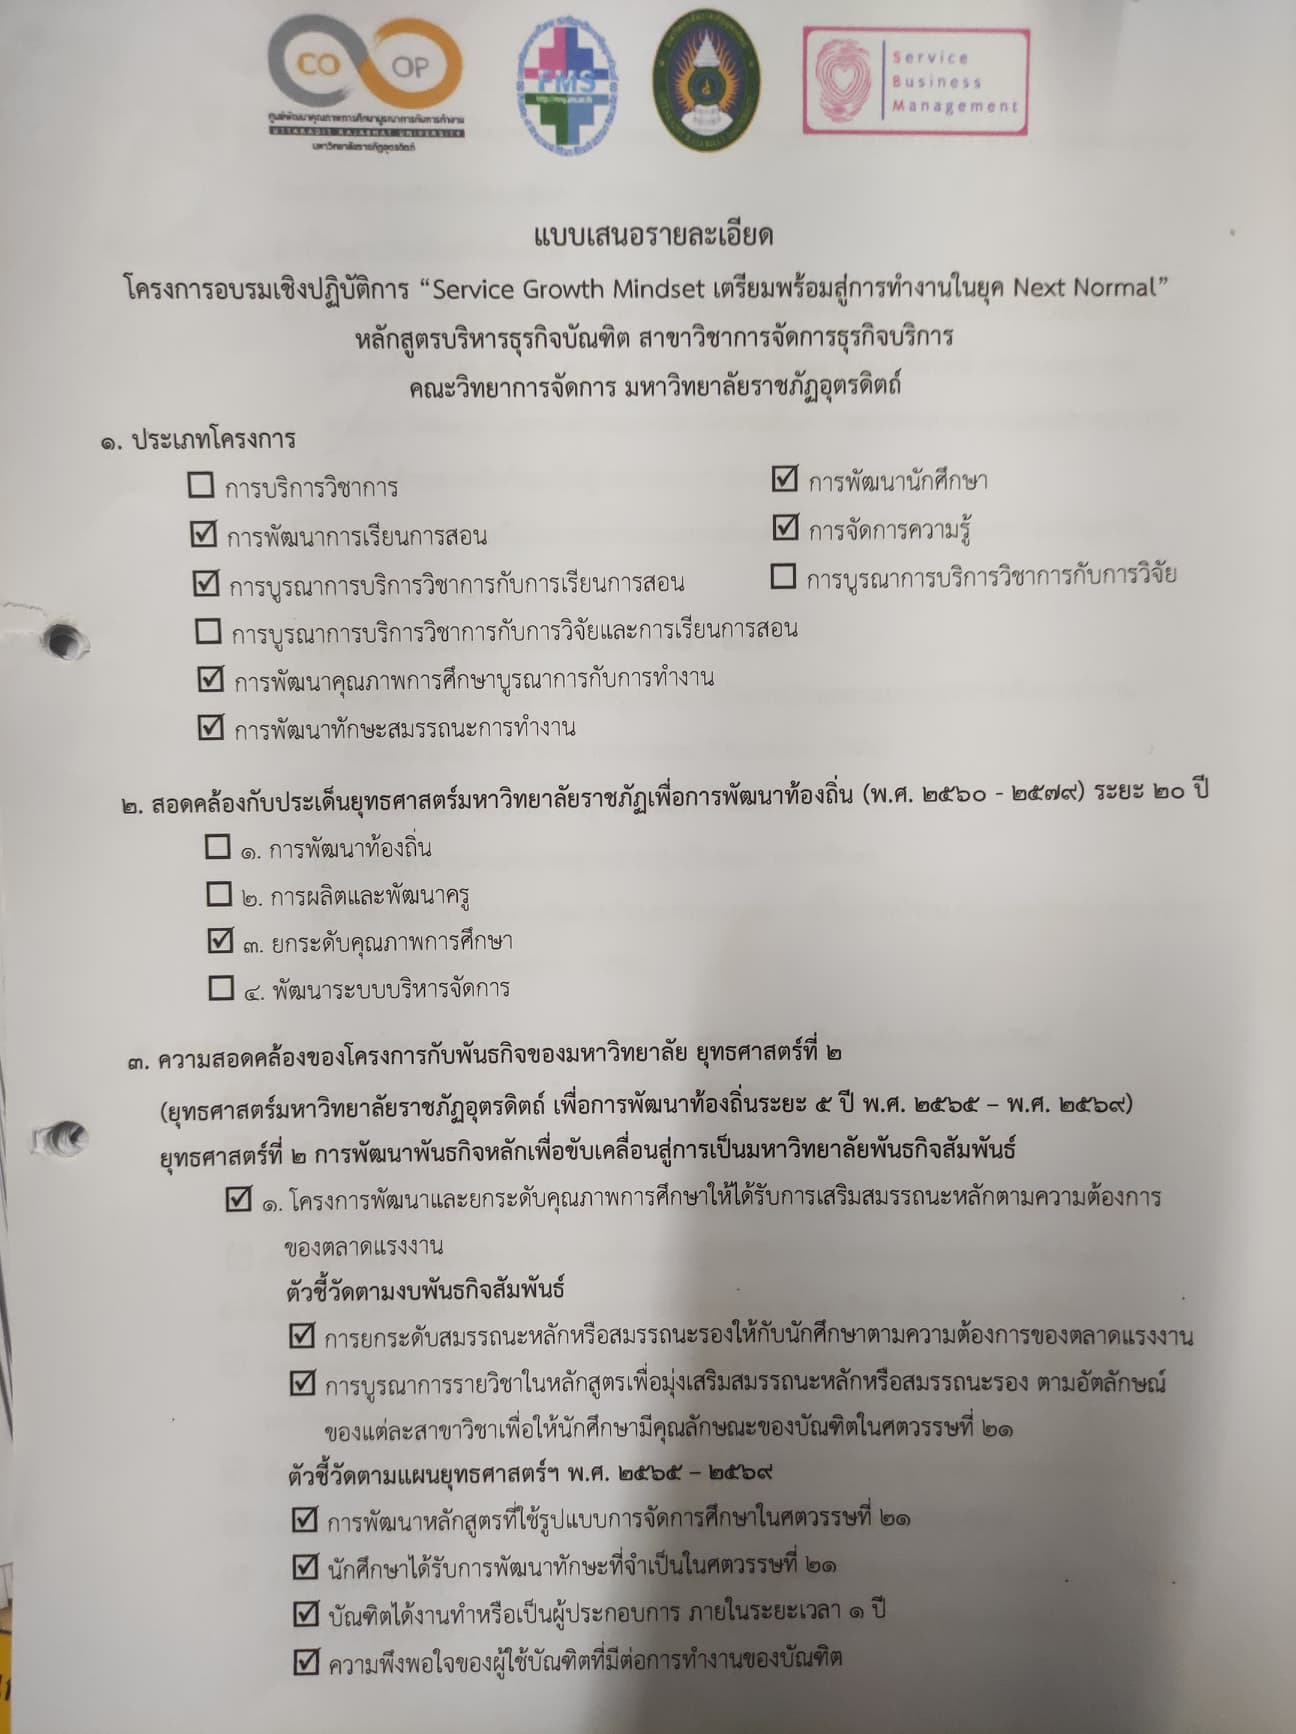 CO OP
ศูนย์พัฒนาคุณภาพการศึกษาบูรณาการกับการทำงาน
UTTARADIT RAJABHAT UNIVERSITY
มหาวิทยาลัยราชภัฏอุตรดิตถ์
FMS
Service
Business
Management
แบบเสนอรายละเอียด
โครงการอบรมเชิงปฏิบัติการ “Service Growth Mindset เตรียมพร้อมสู่การทำงานในยุค Next Normal”
หลักสูตรบริหารธุรกิจบัณฑิต สาขาวิชาการจัดการธุรกิจบริการ
คณะวิทยาการจัดการ มหาวิทยาลัยราชภัฏอุตรดิตถ์
๑. ประเภทโครงการ
☐ การบริการวิชาการ ☑ การพัฒนานักศึกษา
☑ การพัฒนาการเรียนการสอน ☑ การจัดการความรู้
☑ การบูรณาการบริการวิชาการกับการเรียนการสอน ☐ การบูรณาการบริการวิชาการกับการวิจัย
☐ การบูรณาการบริการวิชาการกับการวิจัยและการเรียนการสอน
☑ การพัฒนาคุณภาพการศึกษาบูรณาการกับการทำงาน
☑ การพัฒนาทักษะสมรรถนะการทำงาน
๒. สอดคล้องกับประเด็นยุทธศาสตร์มหาวิทยาลัยราชภัฏเพื่อการพัฒนาท้องถิ่น (พ.ศ. ๒๕๖๐ - ๒๕๗๙) ระยะ ๒๐ ปี
☐ ๑. การพัฒนาท้องถิ่น
☐ ๒. การผลิตและพัฒนาครู
☑ ๓. ยกระดับคุณภาพการศึกษา
☐ ๔. พัฒนาระบบบริหารจัดการ
๓. ความสอดคล้องของโครงการกับพันธกิจของมหาวิทยาลัย ยุทธศาสตร์ที่ ๒
(ยุทธศาสตร์มหาวิทยาลัยราชภัฏอุตรดิตถ์ เพื่อการพัฒนาท้องถิ่นระยะ ๕ ปี พ.ศ. ๒๕๖๕ – พ.ศ. ๒๕๖๙)
ยุทธศาสตร์ที่ ๒ การพัฒนาพันธกิจหลักเพื่อขับเคลื่อนสู่การเป็นมหาวิทยาลัยพันธกิจสัมพันธ์
☑ ๑. โครงการพัฒนาและยกระดับคุณภาพการศึกษาให้ได้รับการเสริมสมรรถนะหลักตามความต้องการ
ของตลาดแรงงาน
ตัวชี้วัดตามงบพันธกิจสัมพันธ์
☑ การยกระดับสมรรถนะหลักหรือสมรรถนะรองให้กับนักศึกษาตามความต้องการของตลาดแรงงาน
☑ การบูรณาการรายวิชาในหลักสูตรเพื่อมุ่งเสริมสมรรถนะหลักหรือสมรรถนะรอง ตามอัตลักษณ์
ของแต่ละสาขาวิชาเพื่อให้นักศึกษามีคุณลักษณะของบัณฑิตในศตวรรษที่ ๒๑
ตัวชี้วัดตามแผนยุทธศาสตร์ฯ พ.ศ. ๒๕๖๕ – ๒๕๖๙
☑ การพัฒนาหลักสูตรที่ใช้รูปแบบการจัดการศึกษาในศตวรรษที่ ๒๑
☑ นักศึกษาได้รับการพัฒนาทักษะที่จำเป็นในศตวรรษที่ ๒๑
☑ บัณฑิตได้งานทำหรือเป็นผู้ประกอบการ ภายในระยะเวลา ๑ ปี
☑ ความพึงพอใจของผู้ใช้บัณฑิตที่มีต่อการทำงานของบัณฑิต